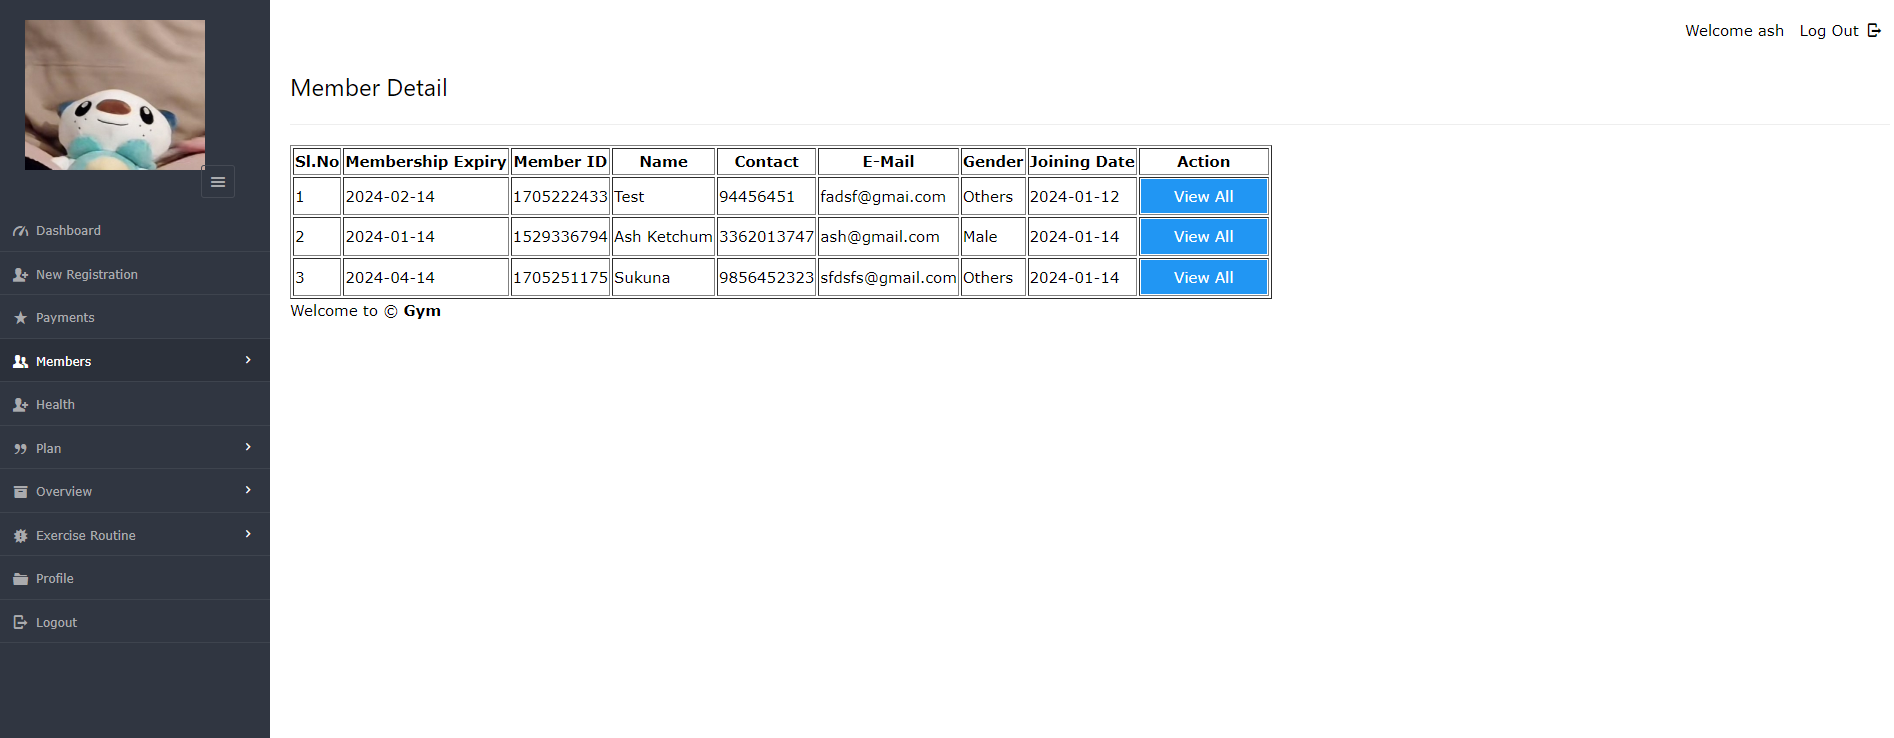 Welcome ash Log Out
Member Detail
Sl.No Membership Expiry Member ID Name Contact E-Mail Gender Joining Date Action
1 2024-02-14 1705222433 Test 94456451 fadsf@gmai.com Others 2024-01-12 View All
2 2024-01-14 1529336794 Ash Ketchum 3362013747 ash@gmail.com Male 2024-01-14 View All
3 2024-04-14 1705251175 Sukuna 9856452323 sfdsfs@gmail.com Others 2024-01-14 View All
Welcome to © Gym
Dashboard
New Registration
Payments
Members
Health
Plan
Overview
Exercise Routine
Profile
Logout